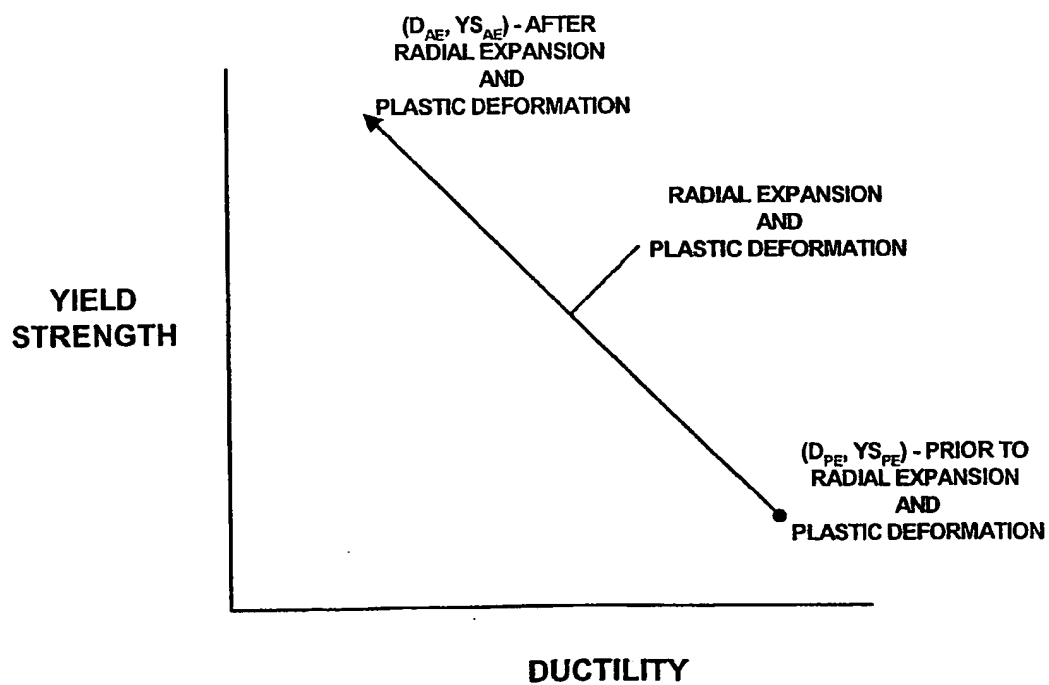 (D_AE, YS_AE) - AFTER
RADIAL EXPANSION
AND
PLASTIC DEFORMATION
RADIAL EXPANSION
AND
PLASTIC DEFORMATION
YIELD
STRENGTH
(D_PE, YS_PE) - PRIOR TO
RADIAL EXPANSION
AND
PLASTIC DEFORMATION
DUCTILITY